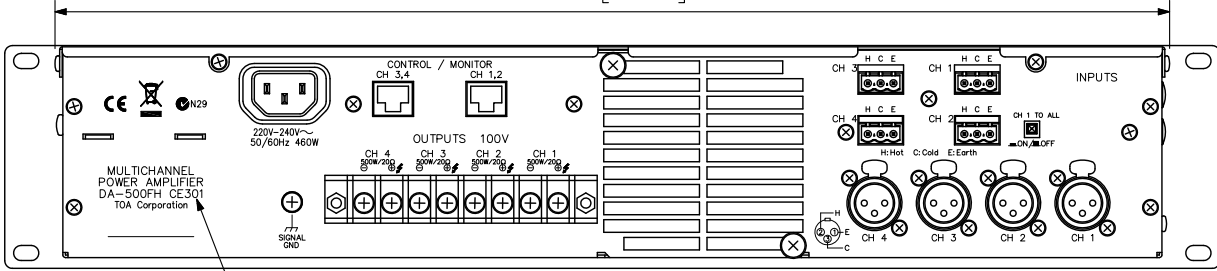 CONTROL / MONITOR
CH 3,4
CH 1,2
CE
N29
220V-240V~
50/60Hz 460W
OUTPUTS 100V
CH 4
500W/20Ω
CH 3
500W/20Ω
CH 2
500W/20Ω
CH 1
500W/20Ω
⊖ ⊕ ⊖ ⊕ ⊖ ⊕ ⊖ ⊕
MULTICHANNEL
POWER AMPLIFIER
DA-500FH CE301
TOA Corporation
SIGNAL
GND
H C E
CH 3
H C E
CH 1
INPUTS
H C E
CH 4
H C E
CH 2
CH 1 TO ALL
ON/OFF
H:Hot C:Cold E:Earth
H
E
C
2 1
3
CH 4
CH 3
CH 2
CH 1